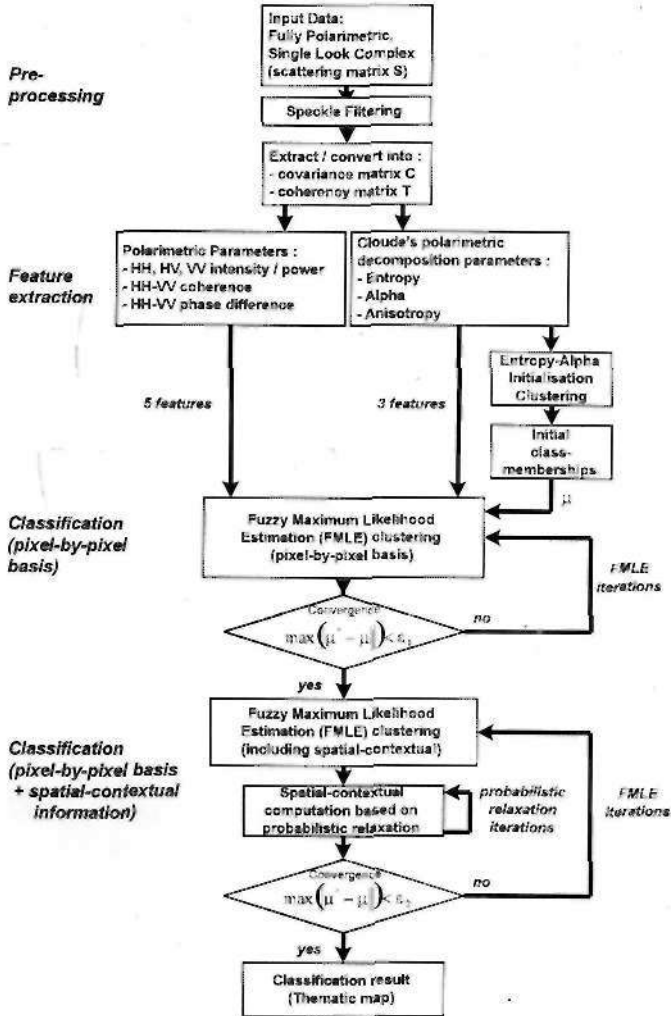 Input Data:
Fully Polarimetric,
Single Look Complex
(scattering matrix S)
Pre-
processing
Speckle Filtering
Extract / convert into :
- covariance matrix C
- coherency matrix T
Feature
extraction
Polarimetric Parameters :
- HH, HV, VV intensity / power
- HH-VV coherence
- HH-VV phase difference
Cloude's polarimetric
decomposition parameters :
- Entropy
- Alpha
- Anisotropy
5 features
3 features
Entropy-Alpha
Initialisation
Clustering
Initial
class-
memberships
μ
Classification
(pixel-by-pixel
basis)
Fuzzy Maximum Likelihood
Estimation (FMLE) clustering
(pixel-by-pixel basis)
FMLE
iterations
Convergence
max(μ* - μ|) < ε₁
no
yes
Classification
(pixel-by-pixel basis
+ spatial-contextual
information)
Fuzzy Maximum Likelihood
Estimation (FMLE) clustering
(including spatial-contextual)
Spatial-contextual
computation based on
probabilistic relaxation
probabilistic
relaxation
iterations
FMLE
iterations
Convergence
max(μ* - μ|) < ε₂
no
yes
Classification result
(Thematic map)